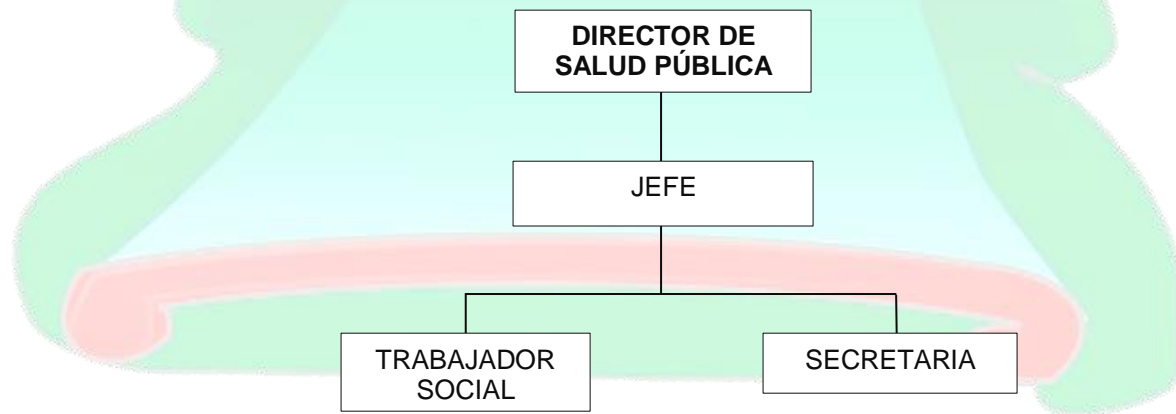 DIRECTOR DE
SALUD PÚBLICA
JEFE
TRABAJADOR
SOCIAL
SECRETARIA